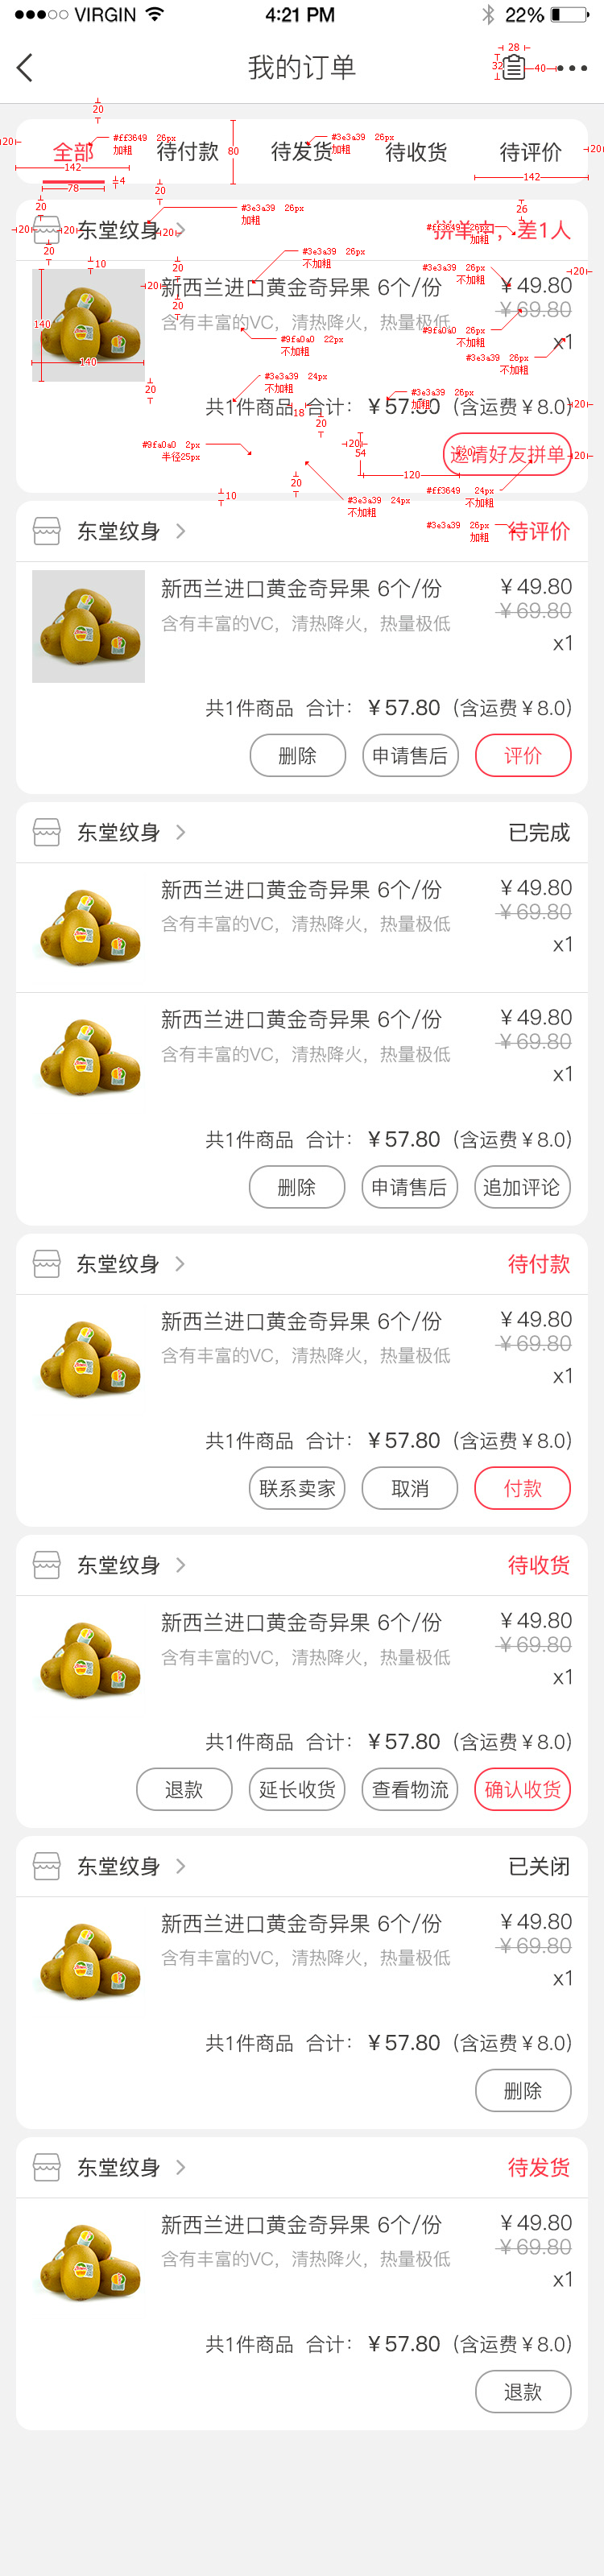 VIRGIN 4:21 PM 22%
我的订单
28
32
40
20
#ff3649 26px
加粗
#3e3a39 26px
加粗
20
20
全部 待付款 待发货 待收货 待评价
80
142
142
78
4
20
20
26
#3e3a39 26px
加粗
#ff3649 26px
加粗
东堂纹身 拼单中，差1人
20
20
20
20
#3e3a39 26px
不加粗
10
20
#3e3a39 26px
不加粗
20
新西兰进口黄金奇异果 6个/份 ￥49.80
20
20
￥69.80
含有丰富的VC，清热降火，热量极低
140
#9fa0a0 22px
不加粗
#9fa0a0 26px
不加粗
x1
#3e3a39 26px
不加粗
140
#3e3a39 24px
不加粗
20
#3e3a39 26px
加粗
共1件商品 合计：￥57.80（含运费￥8.0）
20
18
20
#9fa0a0 2px
半径25px
20
54
邀请好友拼单
20
20
120
20
10
#ff3649 24px
不加粗
#3e3a39 24px
不加粗
#3e3a39 26px
加粗
东堂纹身 待评价
新西兰进口黄金奇异果 6个/份 ￥49.80
￥69.80
含有丰富的VC，清热降火，热量极低
x1
共1件商品 合计：￥57.80（含运费￥8.0）
删除 申请售后 评价
东堂纹身 已完成
新西兰进口黄金奇异果 6个/份 ￥49.80
￥69.80
含有丰富的VC，清热降火，热量极低
x1
新西兰进口黄金奇异果 6个/份 ￥49.80
￥69.80
含有丰富的VC，清热降火，热量极低
x1
共1件商品 合计：￥57.80（含运费￥8.0）
删除 申请售后 追加评论
东堂纹身 待付款
新西兰进口黄金奇异果 6个/份 ￥49.80
￥69.80
含有丰富的VC，清热降火，热量极低
x1
共1件商品 合计：￥57.80（含运费￥8.0）
联系卖家 取消 付款
东堂纹身 待收货
新西兰进口黄金奇异果 6个/份 ￥49.80
￥69.80
含有丰富的VC，清热降火，热量极低
x1
共1件商品 合计：￥57.80（含运费￥8.0）
退款 延长收货 查看物流 确认收货
东堂纹身 已关闭
新西兰进口黄金奇异果 6个/份 ￥49.80
￥69.80
含有丰富的VC，清热降火，热量极低
x1
共1件商品 合计：￥57.80（含运费￥8.0）
删除
东堂纹身 待发货
新西兰进口黄金奇异果 6个/份 ￥49.80
￥69.80
含有丰富的VC，清热降火，热量极低
x1
共1件商品 合计：￥57.80（含运费￥8.0）
退款